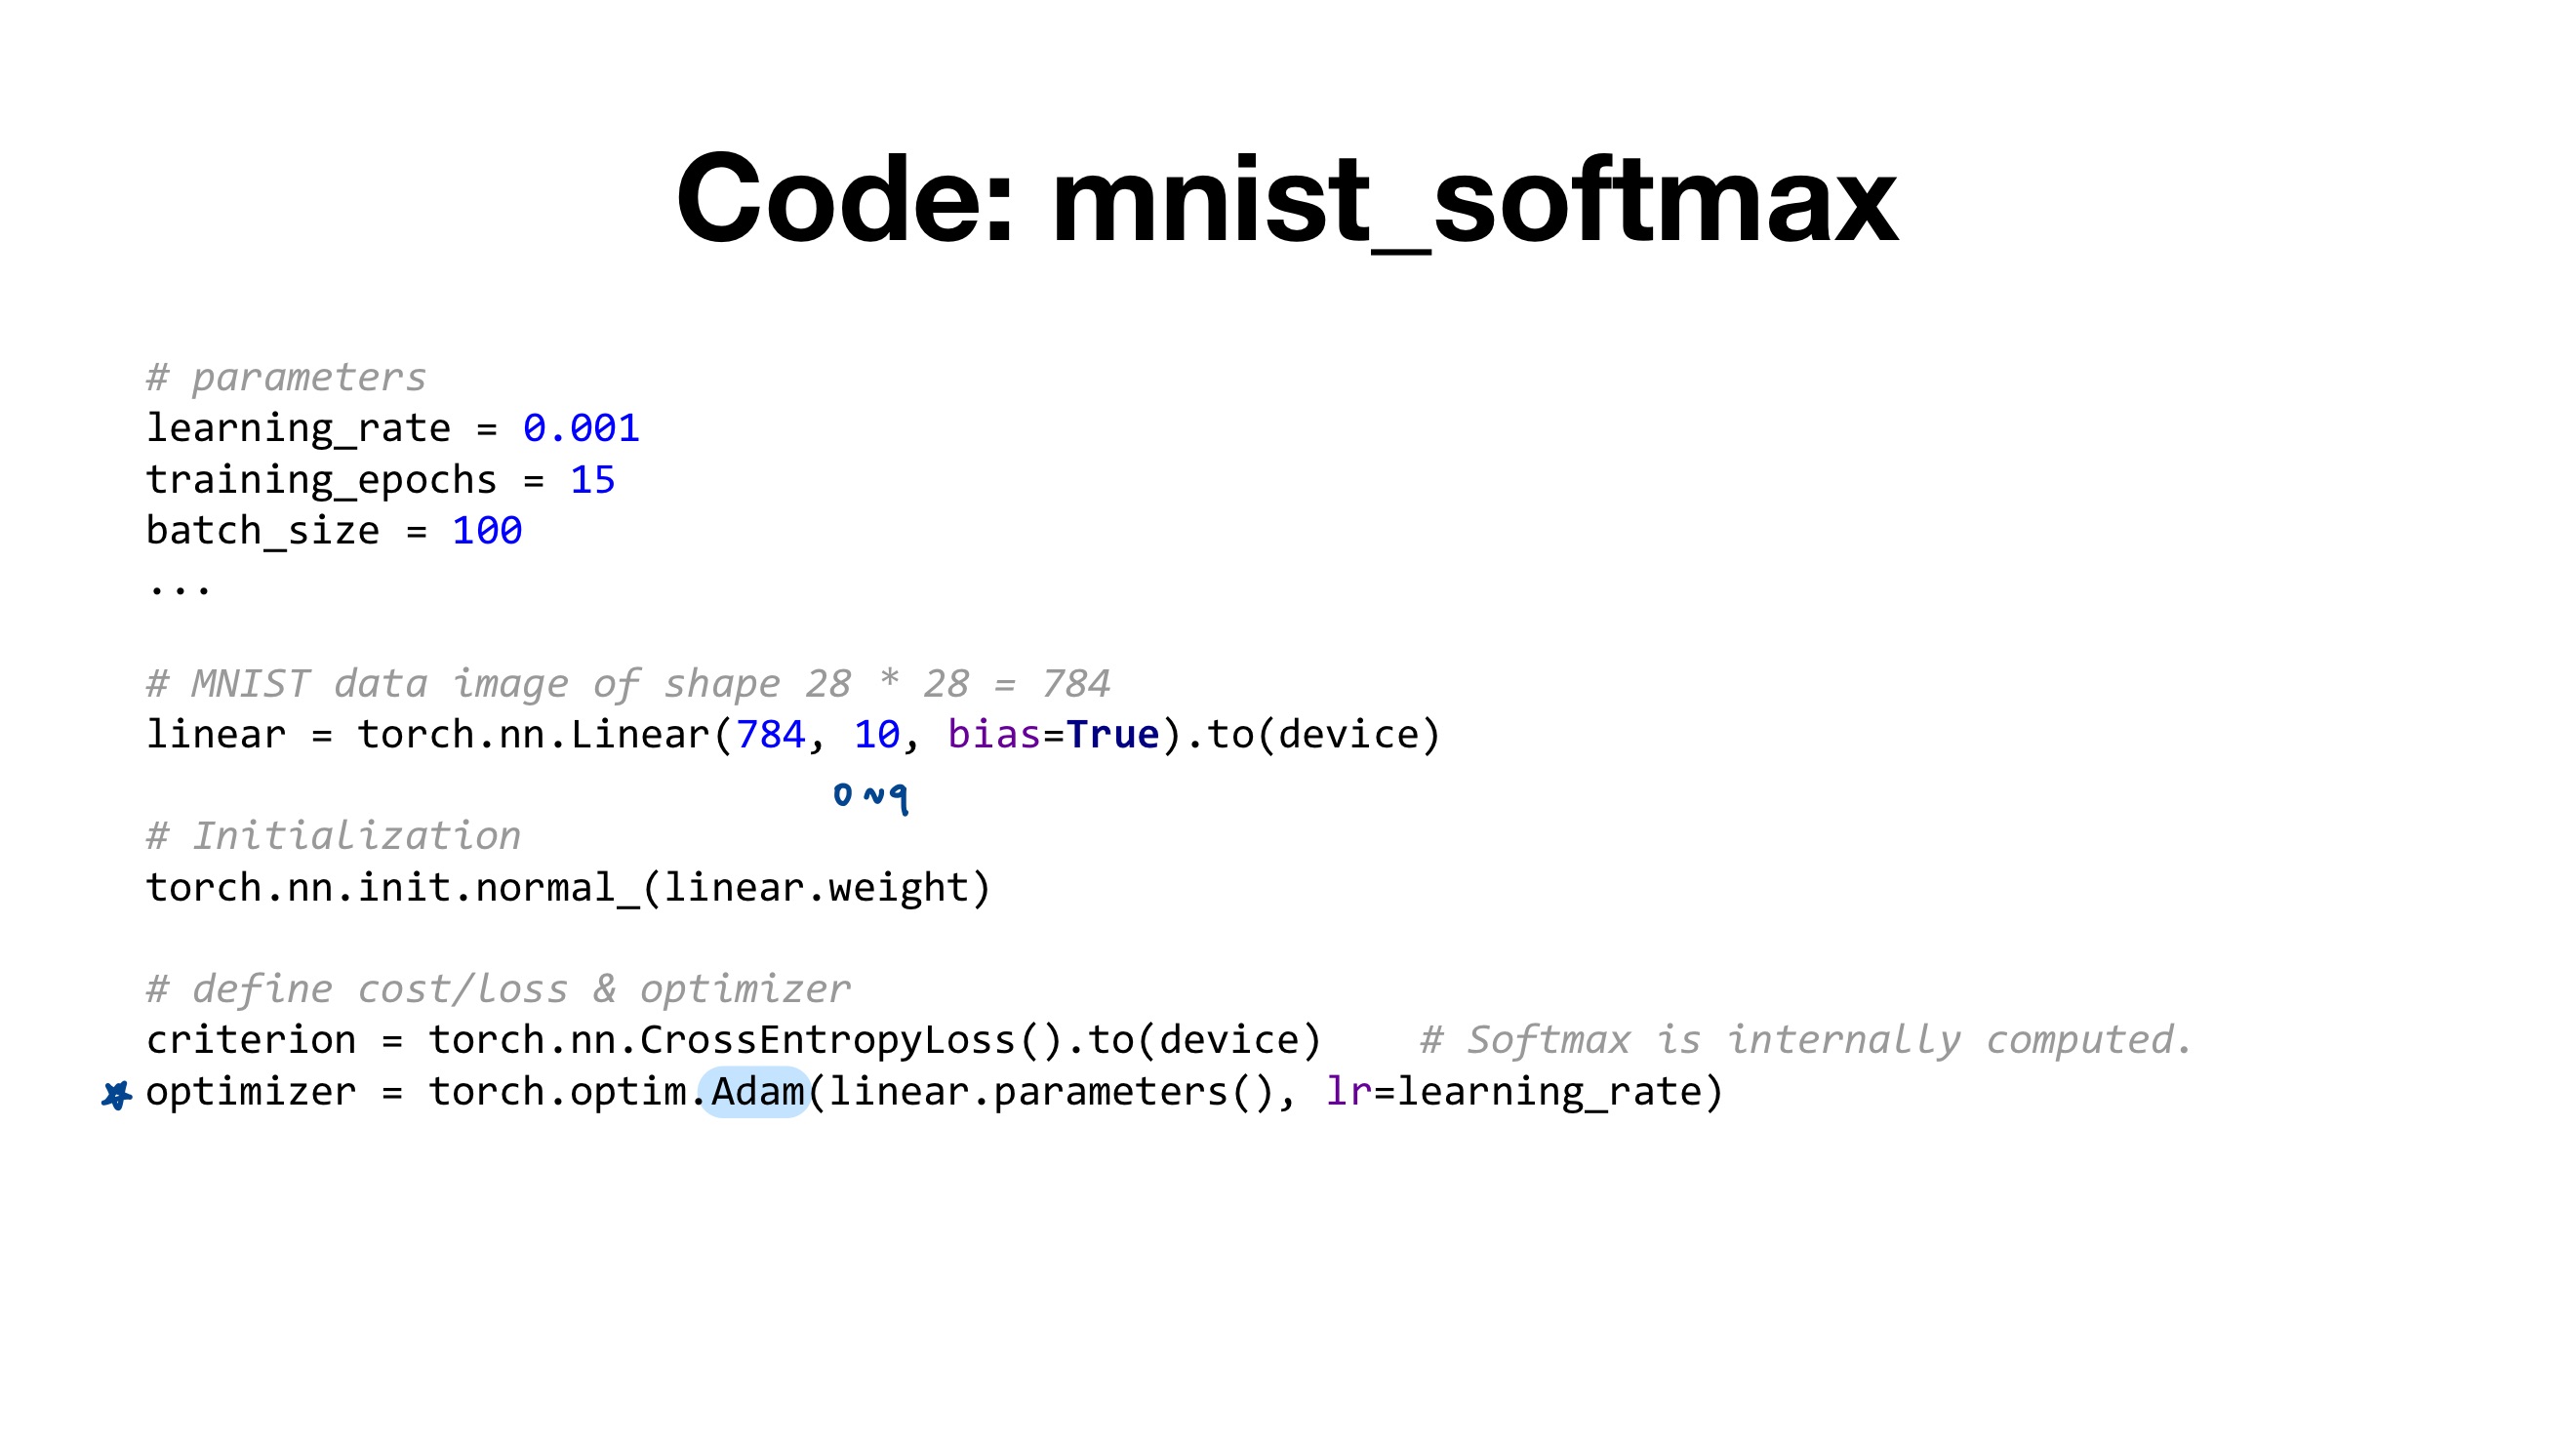 Code: mnist_softmax
# parameters
learning_rate = 0.001
training_epochs = 15
batch_size = 100
...
# MNIST data image of shape 28 * 28 = 784
linear = torch.nn.Linear(784, 10, bias=True).to(device)
0~9
# Initialization
torch.nn.init.normal_(linear.weight)
# define cost/loss & optimizer
criterion = torch.nn.CrossEntropyLoss().to(device)    # Softmax is internally computed.
optimizer = torch.optim.Adam(linear.parameters(), lr=learning_rate)